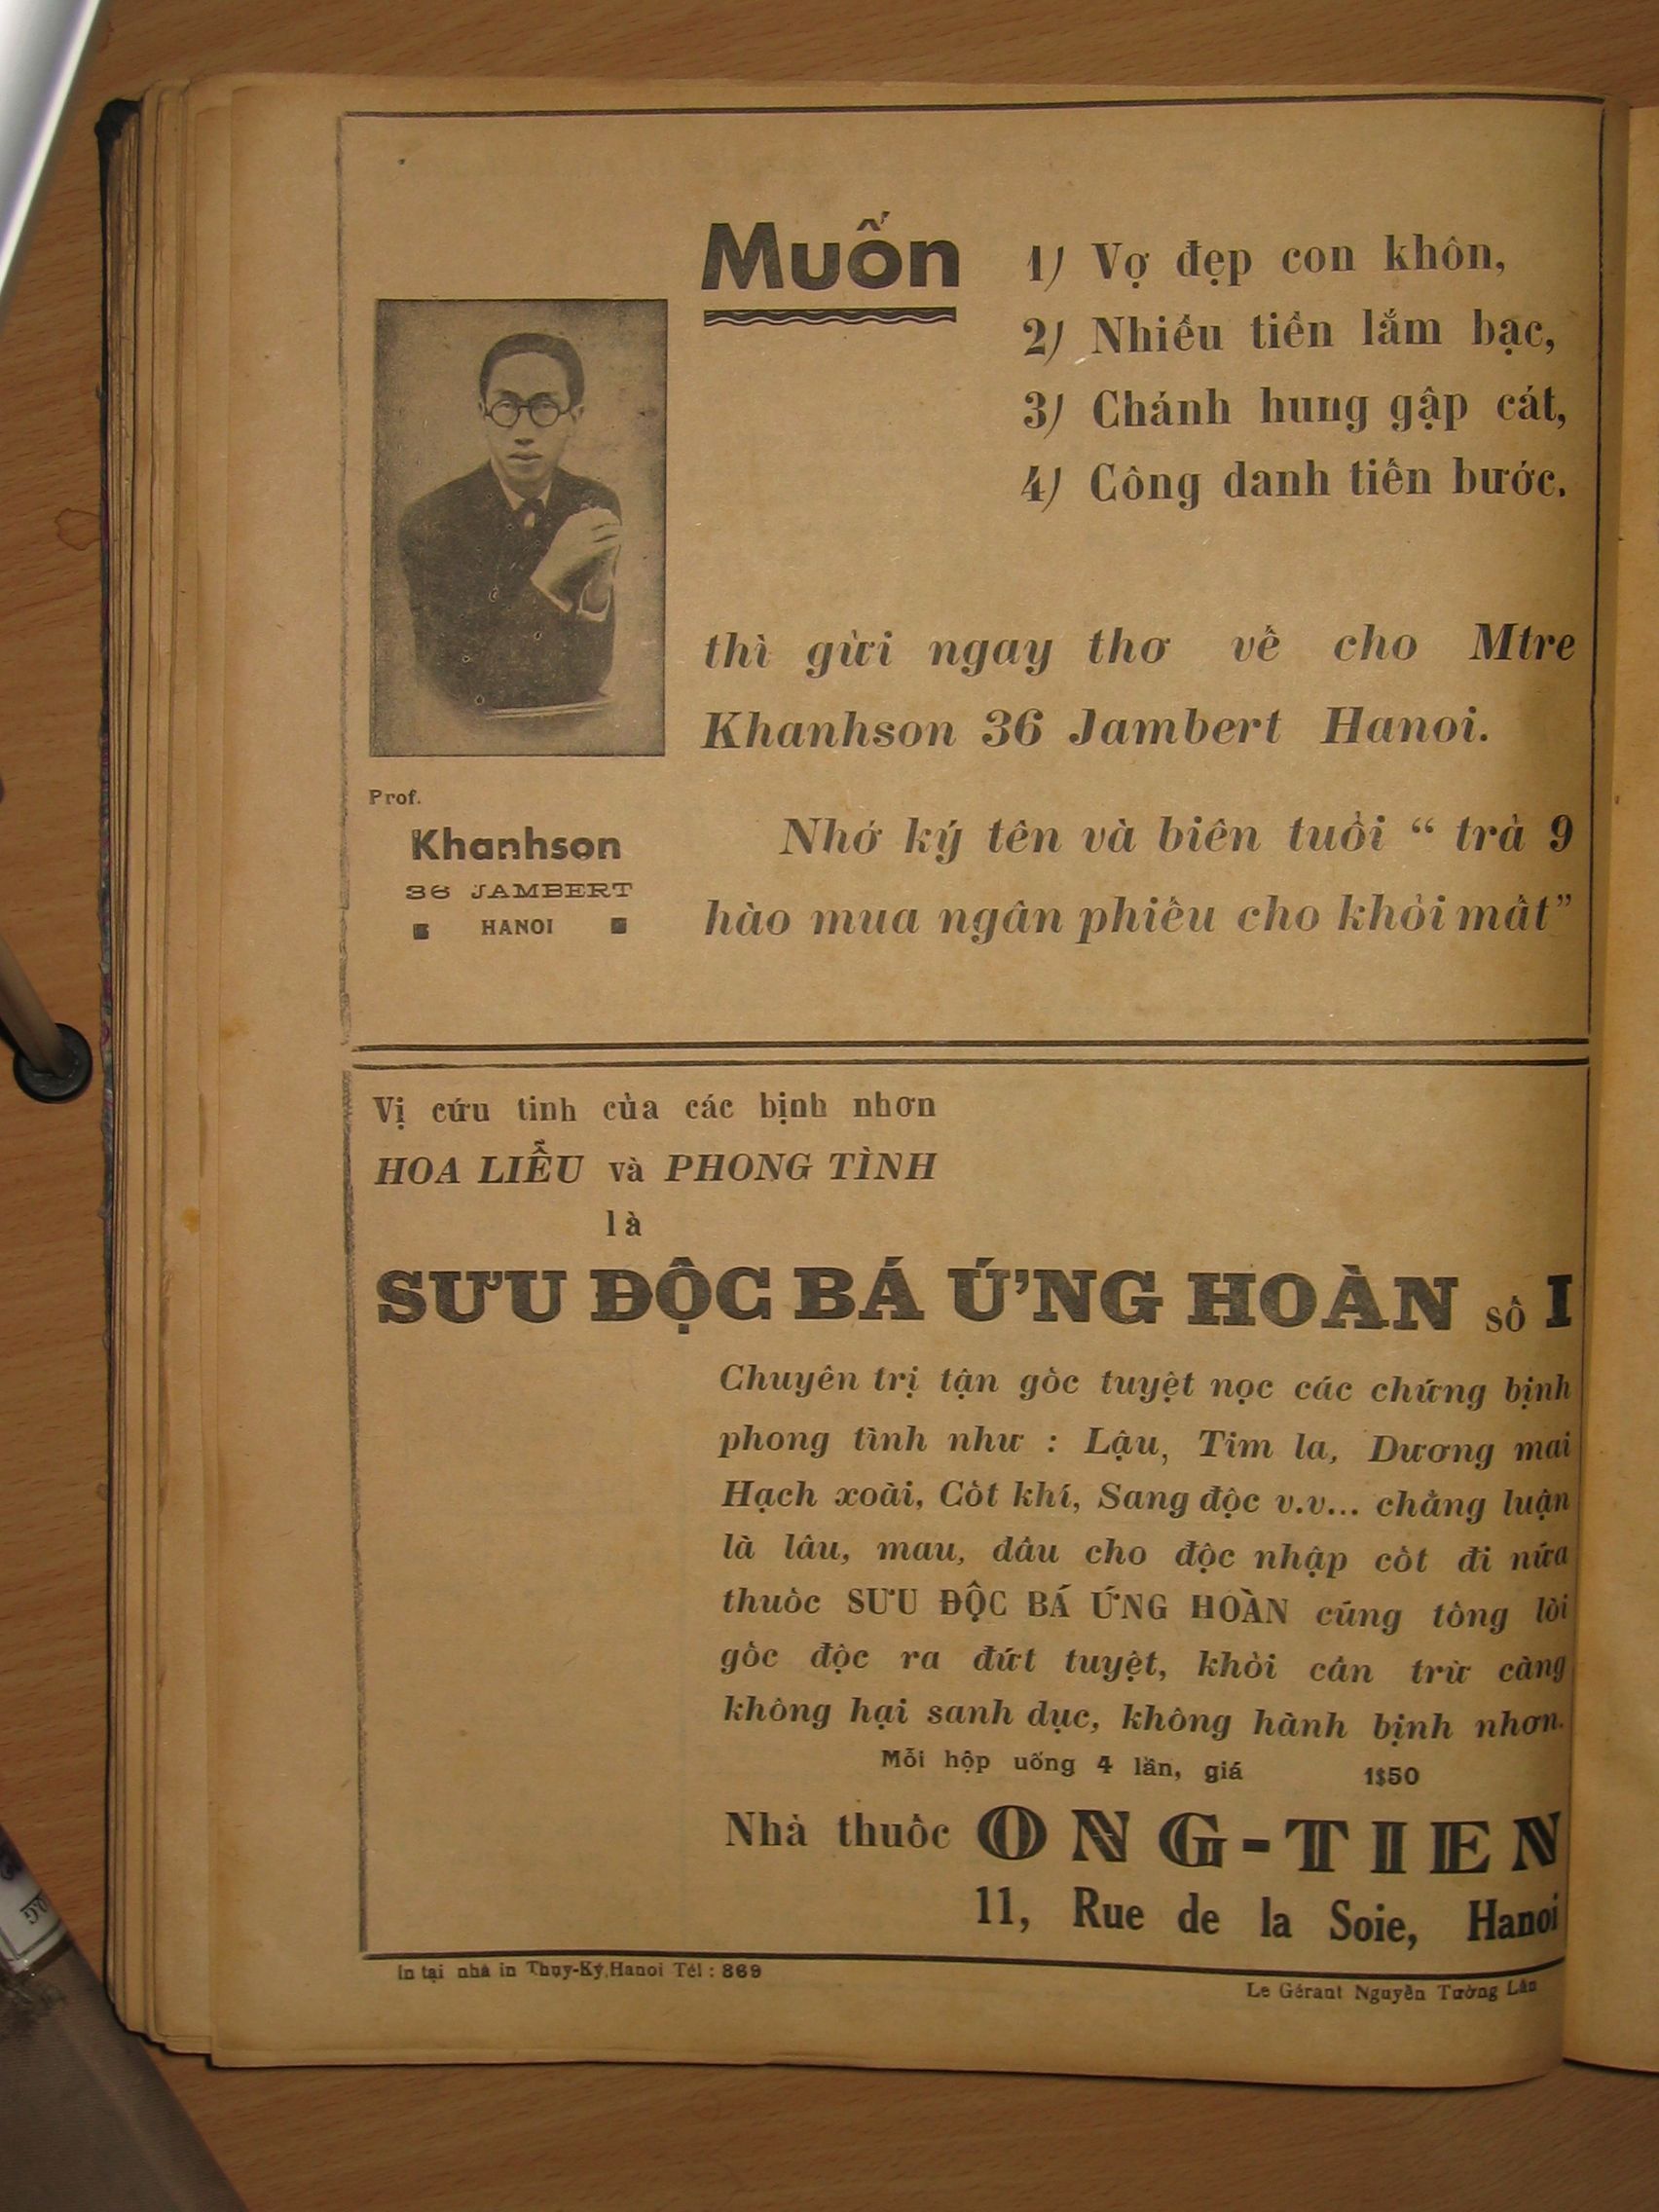 Muốn
1) Vợ đẹp con khôn,
2) Nhiều tiền lắm bạc,
3) Chánh hung gập cát,
4) Công danh tiến bước.
thì gửi ngay thơ về cho Mtre
Khanhson 36 Jambert Hanoi.
Nhớ ký tên và biên tuổi “ trả 9
hào mua ngân phiếu cho khỏi mất”
Prof.
Khanhson
36 JAMBERT
HANOI
Vị cứu tinh của các bịnh nhơn
HOA LIỄU và PHONG TÌNH
là
SƯU ĐỘC BÁ ỨNG HOÀN số I
Chuyên trị tận gốc tuyệt nọc các chứng bịnh
phong tình như : Lậu, Tim la, Dương mai
Hạch xoài, Cốt khí, Sang độc v.v... chẳng luận
là lâu, mau, dầu cho độc nhập cốt đi nữa
thuốc SƯU ĐỘC BÁ ỨNG HOÀN cũng tống lòi
gốc độc ra đứt tuyệt, khỏi cần trừ căng
không hại sanh dục, không hành bịnh nhơn.
Mỗi hộp uống 4 lần, giá 1$50
Nhà thuốc ONG-TIEN
11, Rue de la Soie, Hanoi
In tại nhà in Thụy-Ký, Hanoi Tél : 869
Le Gérant Nguyễn Tường Lân